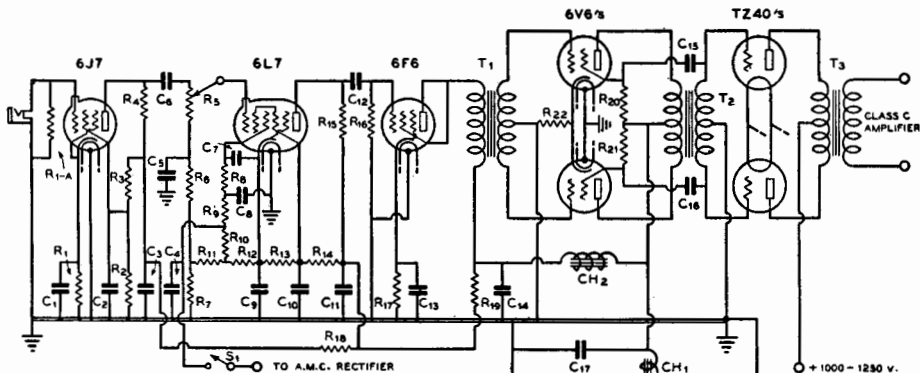 6J7 6L7 6F6 6V6's TZ40's
T1 T2 T3
R4 C6 R5 C12 R15 R16 R22 R20 R21 C15 C16
CLASS C
AMPLIFIER
R1-A R3 C5 R6 C7 R8 C8 R9 R10
R1 R2 C3 C4 R11 R12 R13 R14 CH2
C1 C2 R7 C9 C10 C11 R17 C13 R19 C14
R18
S1 TO A.M.C. RECTIFIER C17 CH1 +1000-1250 V.